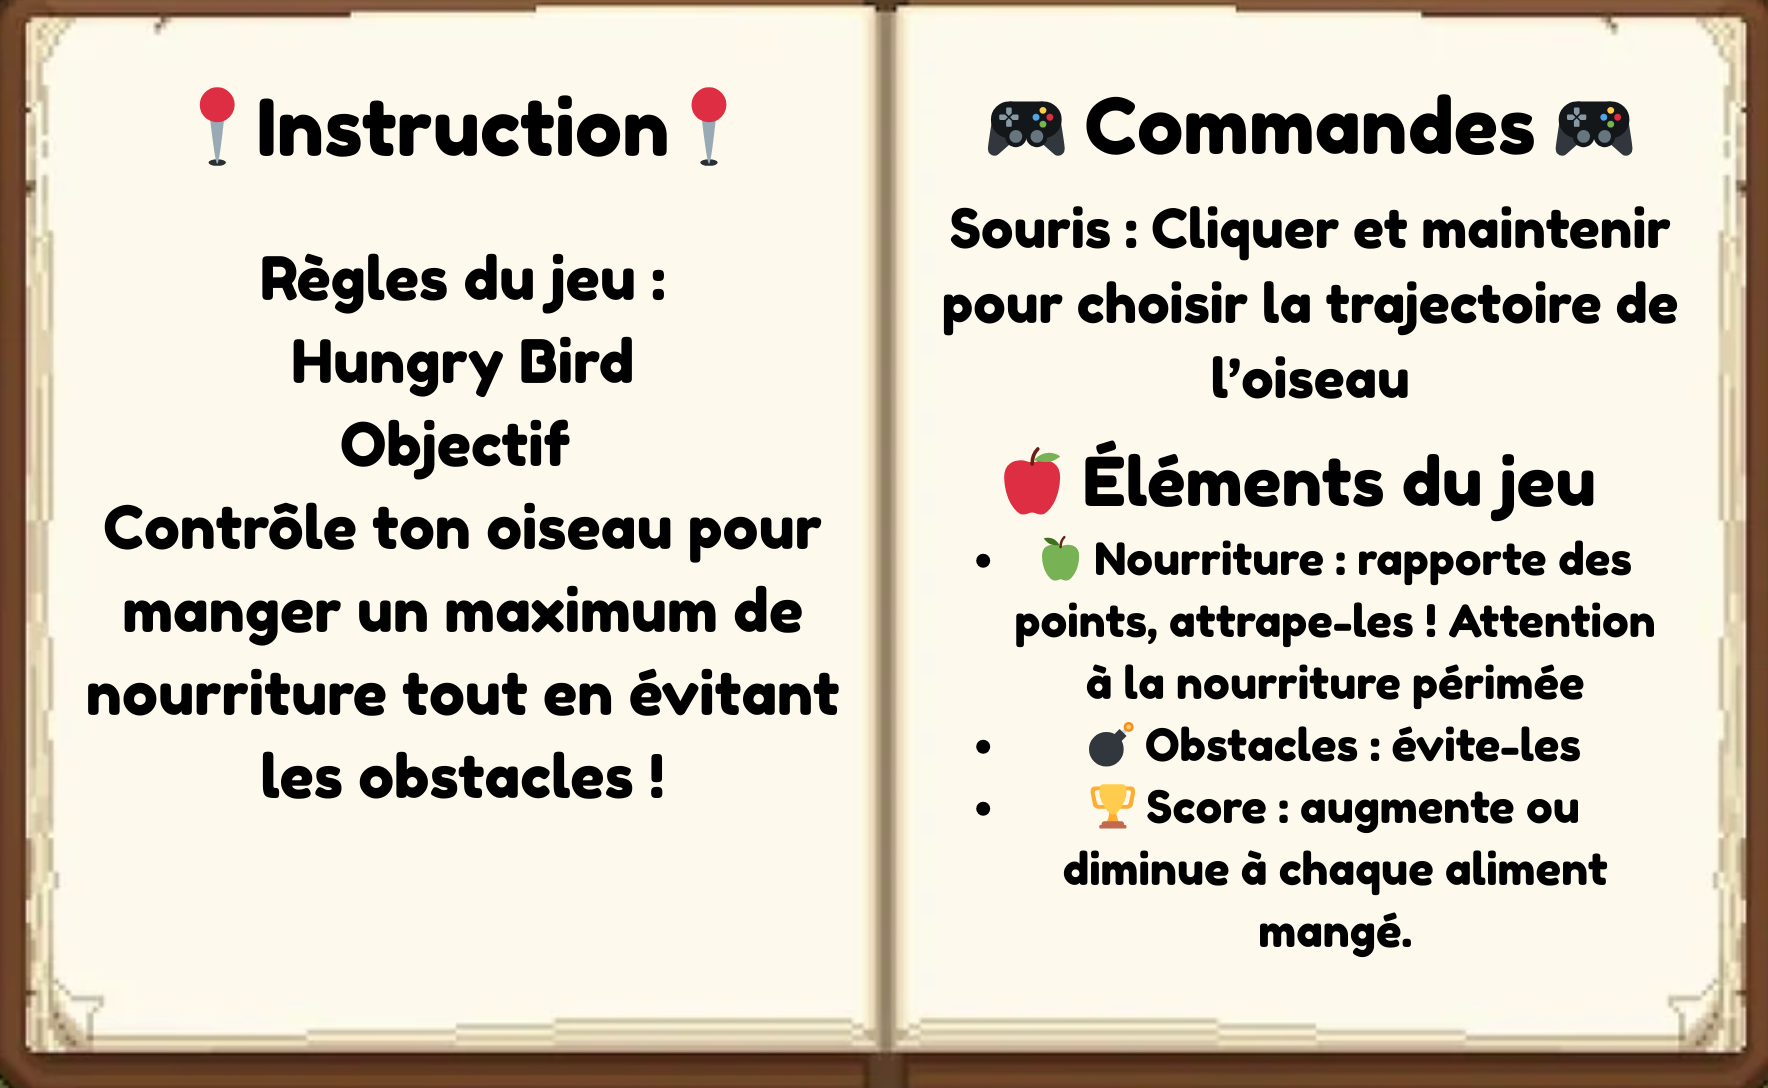 📍 Instruction 📍
Règles du jeu :
Hungry Bird
Objectif
Contrôle ton oiseau pour
manger un maximum de
nourriture tout en évitant
les obstacles !
🎮 Commandes 🎮
Souris : Cliquer et maintenir
pour choisir la trajectoire de
l’oiseau
🍎 Éléments du jeu
• 🍏 Nourriture : rapporte des
points, attrape-les ! Attention
à la nourriture périmée
• 💣 Obstacles : évite-les
• 🏆 Score : augmente ou
diminue à chaque aliment
mangé.